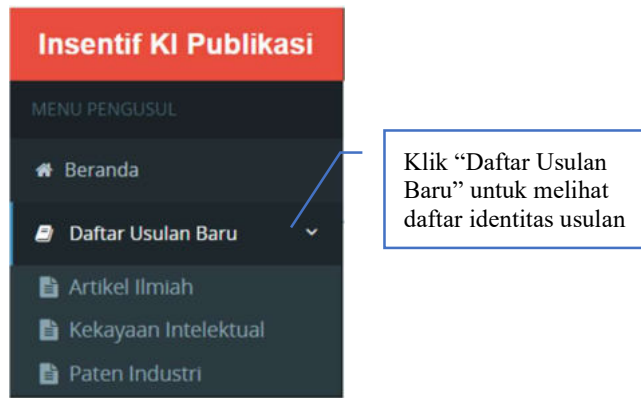 Insentif KI Publikasi
MENU PENGUSUL
Beranda
Daftar Usulan Baru
Klik “Daftar Usulan
Baru” untuk melihat
daftar identitas usulan
Artikel Ilmiah
Kekayaan Intelektual
Paten Industri